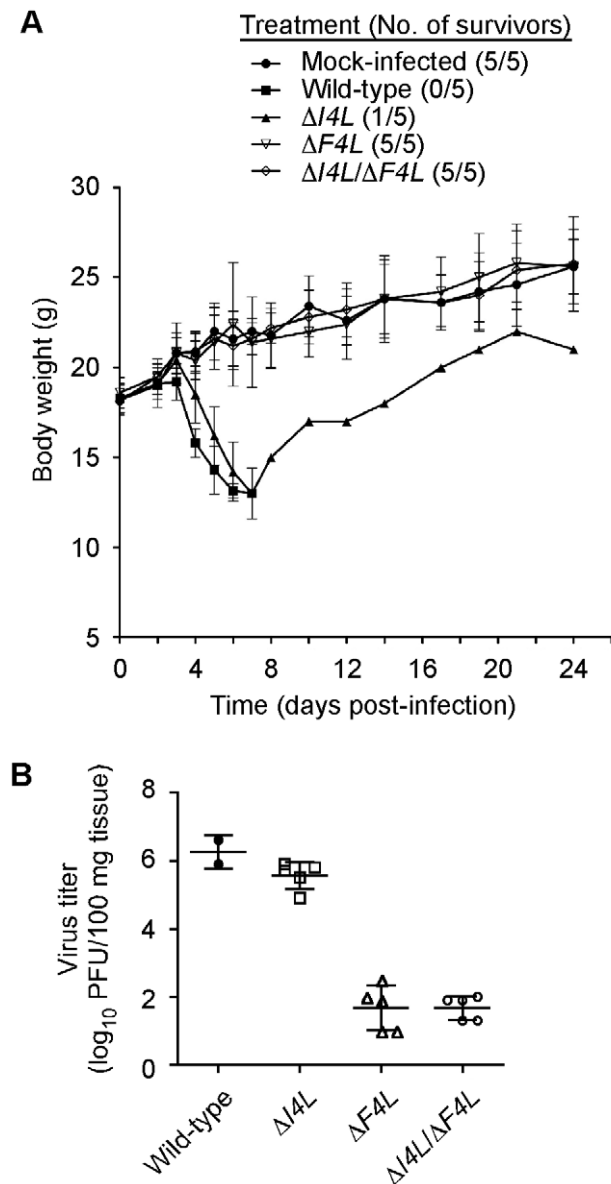 A
Treatment (No. of survivors)
Mock-infected (5/5)
Wild-type (0/5)
ΔI4L (1/5)
ΔF4L (5/5)
ΔI4L/ΔF4L (5/5)
30
25
20
15
10
5
Body weight (g)
0 4 8 12 16 20 24
Time (days post-infection)
B
8
6
4
2
0
Virus titer
(log10 PFU/100 mg tissue)
Wild-type
ΔI4L
ΔF4L
ΔI4L/ΔF4L